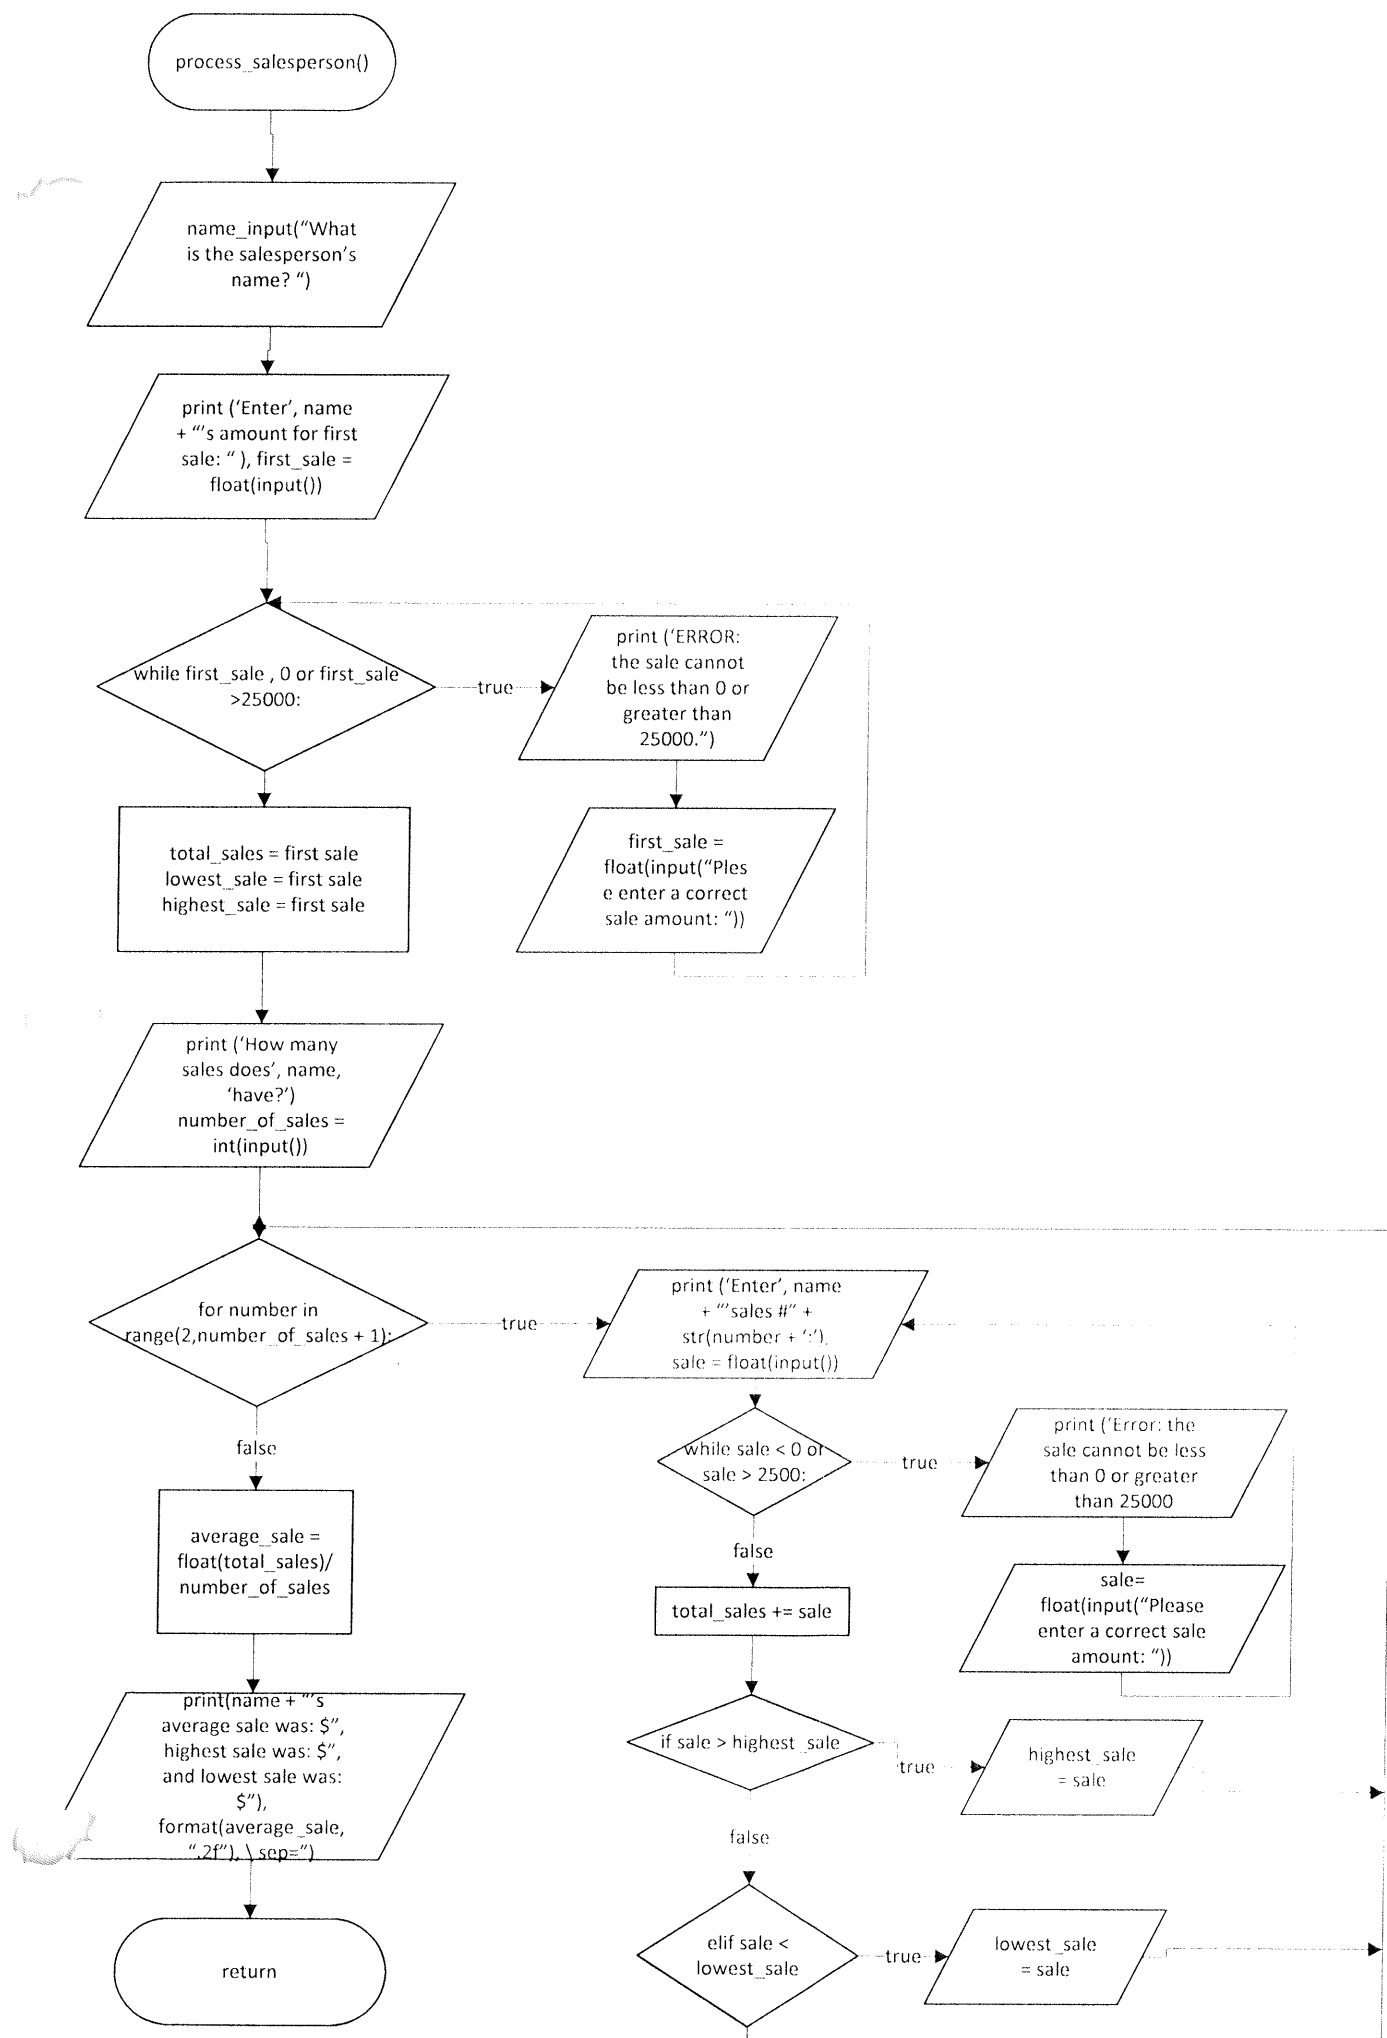 process_salesperson()
name_input(“What
is the salesperson’s
name? “)
print (‘Enter’, name
+ “‘s amount for first
sale: “ ), first_sale =
float(input())
while first_sale , 0 or first_sale
>25000:
true
print (‘ERROR:
the sale cannot
be less than 0 or
greater than
25000.”)
first_sale =
float(input(“Ples
e enter a correct
sale amount: “))
total_sales = first sale
lowest_sale = first sale
highest_sale = first sale
print (‘How many
sales does’, name,
‘have?’)
number_of_sales =
int(input())
for number in
range(2,number_of_sales + 1):
true
print (‘Enter’, name
+ “‘sales #” +
str(number + ‘:’),
sale = float(input())
while sale < 0 or
sale > 2500:
true
print (‘Error: the
sale cannot be less
than 0 or greater
than 25000
sale=
float(input(“Please
enter a correct sale
amount: “))
false
total_sales += sale
if sale > highest_sale
true
highest_sale
= sale
false
elif sale <
lowest_sale
true
lowest_sale
= sale
false
average_sale =
float(total_sales)/
number_of_sales
print(name + “‘s
average sale was: $”,
highest sale was: $”,
and lowest sale was:
$”),
format(average_sale,
“.2f”), \ sep=”)
return